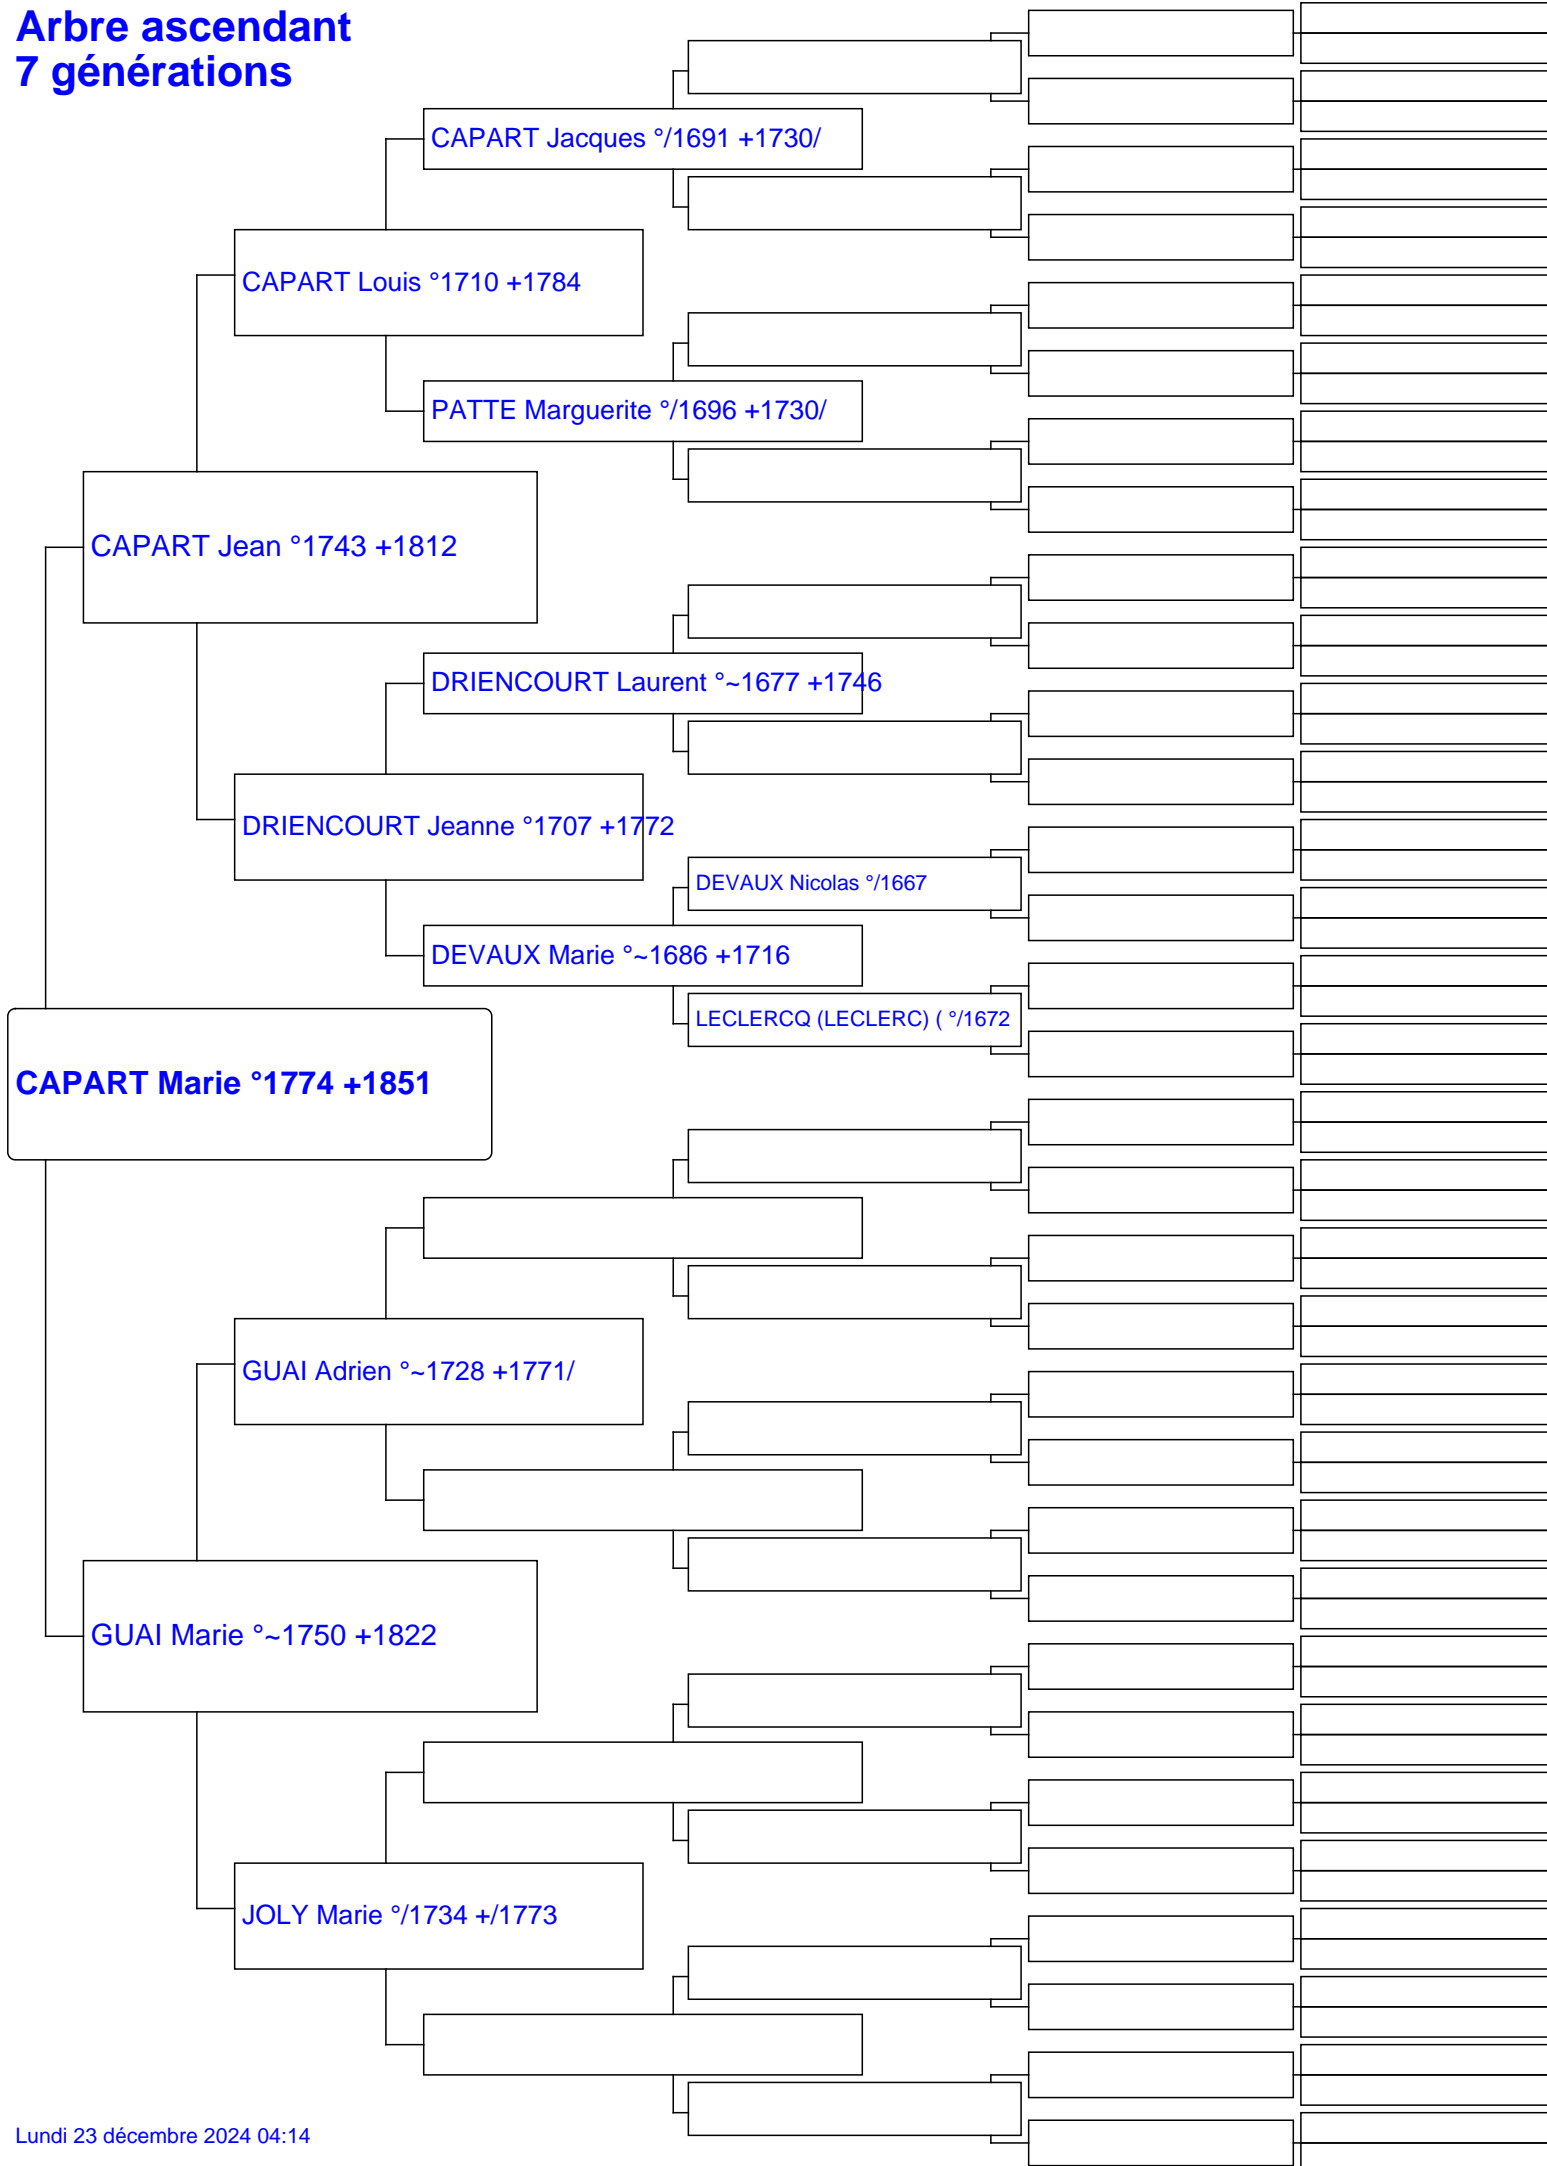 Arbre ascendant
7 générations
CAPART Jacques °/1691 +1730/
CAPART Louis °1710 +1784
PATTE Marguerite °/1696 +1730/
CAPART Jean °1743 +1812
DRIENCOURT Laurent °~1677 +1746
DRIENCOURT Jeanne °1707 +1772
DEVAUX Nicolas °/1667
DEVAUX Marie °~1686 +1716
LECLERCQ (LECLERC) ( °/1672
CAPART Marie °1774 +1851
GUAI Adrien °~1728 +1771/
GUAI Marie °~1750 +1822
JOLY Marie °/1734 +/1773
Lundi 23 décembre 2024 04:14